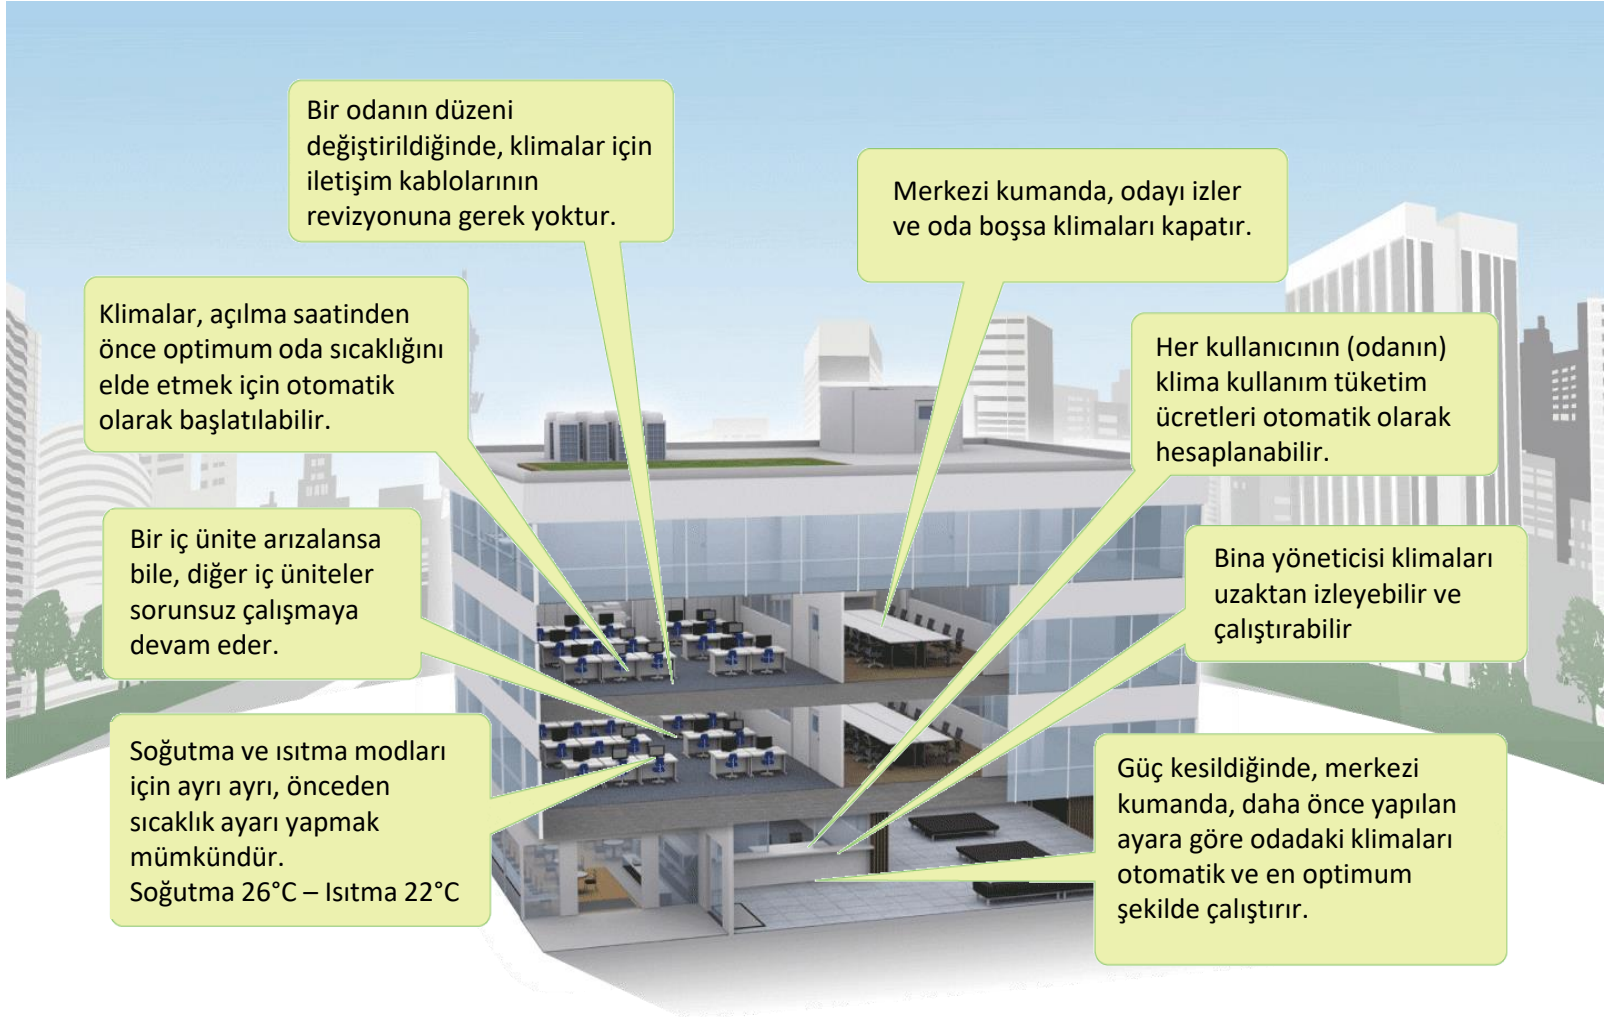 Bir odanın düzeni
değiştirildiğinde, klimalar için
iletişim kablolarının
revizyonuna gerek yoktur.
Merkezi kumanda, odayı izler
ve oda boşsa klimaları kapatır.
Klimalar, açılma saatinden
önce optimum oda sıcaklığını
elde etmek için otomatik
olarak başlatılabilir.
Her kullanıcının (odanın)
klima kullanım tüketim
ücretleri otomatik olarak
hesaplanabilir.
Bir iç ünite arızalansa
bile, diğer iç üniteler
sorunsuz çalışmaya
devam eder.
Bina yöneticisi klimaları
uzaktan izleyebilir ve
çalıştırabilir
Soğutma ve ısıtma modları
için ayrı ayrı, önceden
sıcaklık ayarı yapmak
mümkündür.
Soğutma 26°C – Isıtma 22°C
Güç kesildiğinde, merkezi
kumanda, daha önce yapılan
ayara göre odadaki klimaları
otomatik ve en optimum
şekilde çalıştırır.